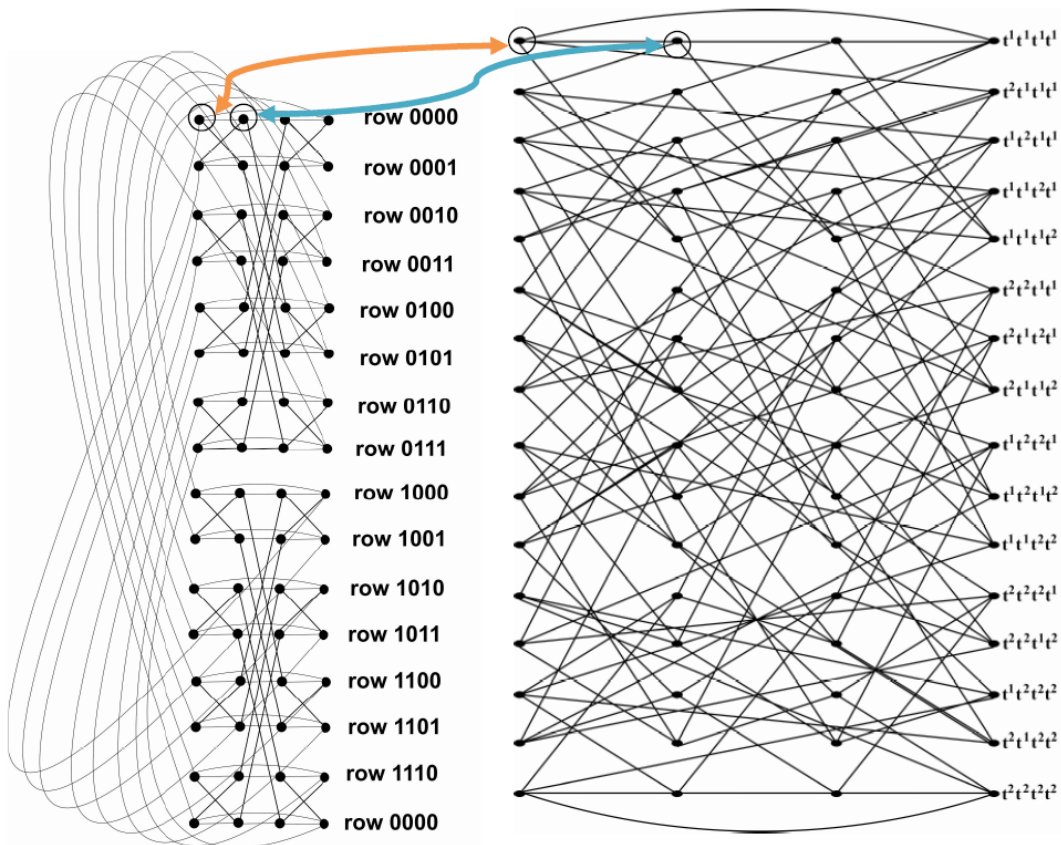 row 0000
row 0001
row 0010
row 0011
row 0100
row 0101
row 0110
row 0111
row 1000
row 1001
row 1010
row 1011
row 1100
row 1101
row 1110
row 0000
t¹t¹t¹t¹
t²t¹t¹t¹
t¹t²t¹t¹
t¹t¹t²t¹
t¹t¹t¹t²
t²t²t¹t¹
t²t¹t²t¹
t²t¹t¹t²
t¹t²t²t¹
t¹t²t¹t²
t¹t¹t²t²
t²t²t²t¹
t²t²t¹t²
t¹t²t²t²
t²t¹t²t²
t²t²t²t²